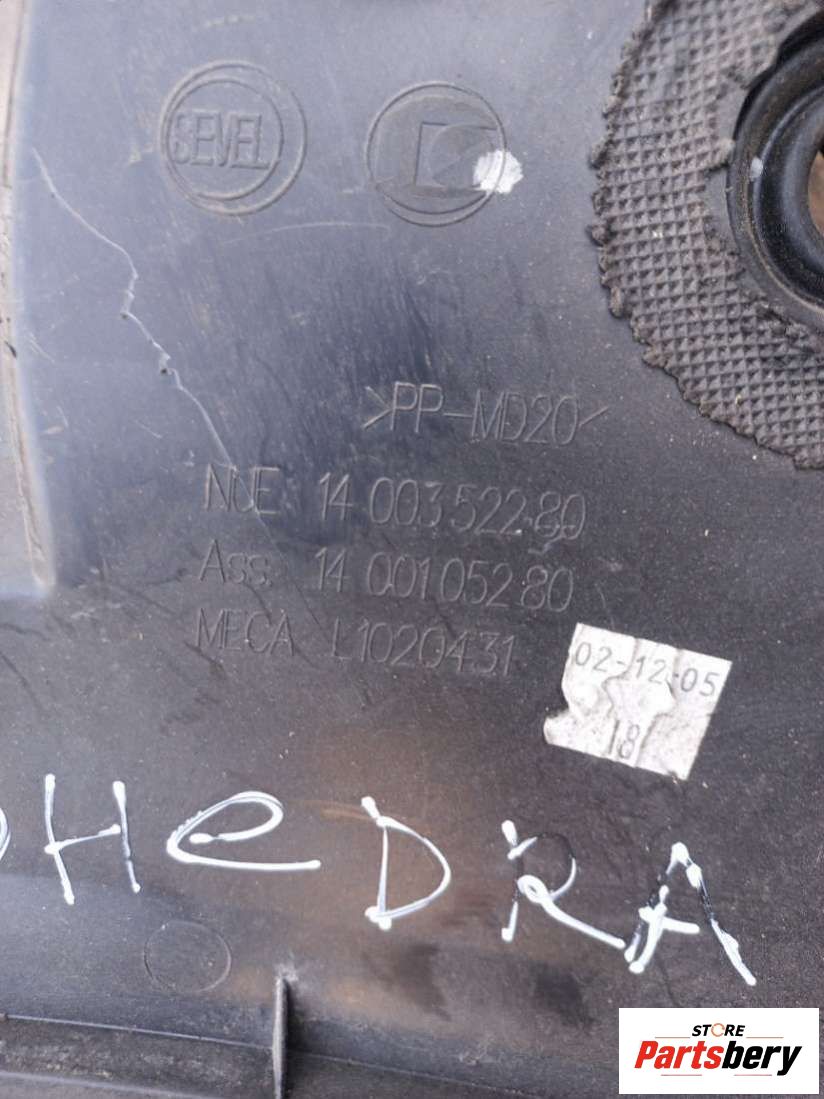 SEVEL
>PP-MD20<
NUE 14 003 522 80
Ass. 14 001 052 80
MECA L1020431
02-12-05
18
HeDRA
STORE
Partsbery